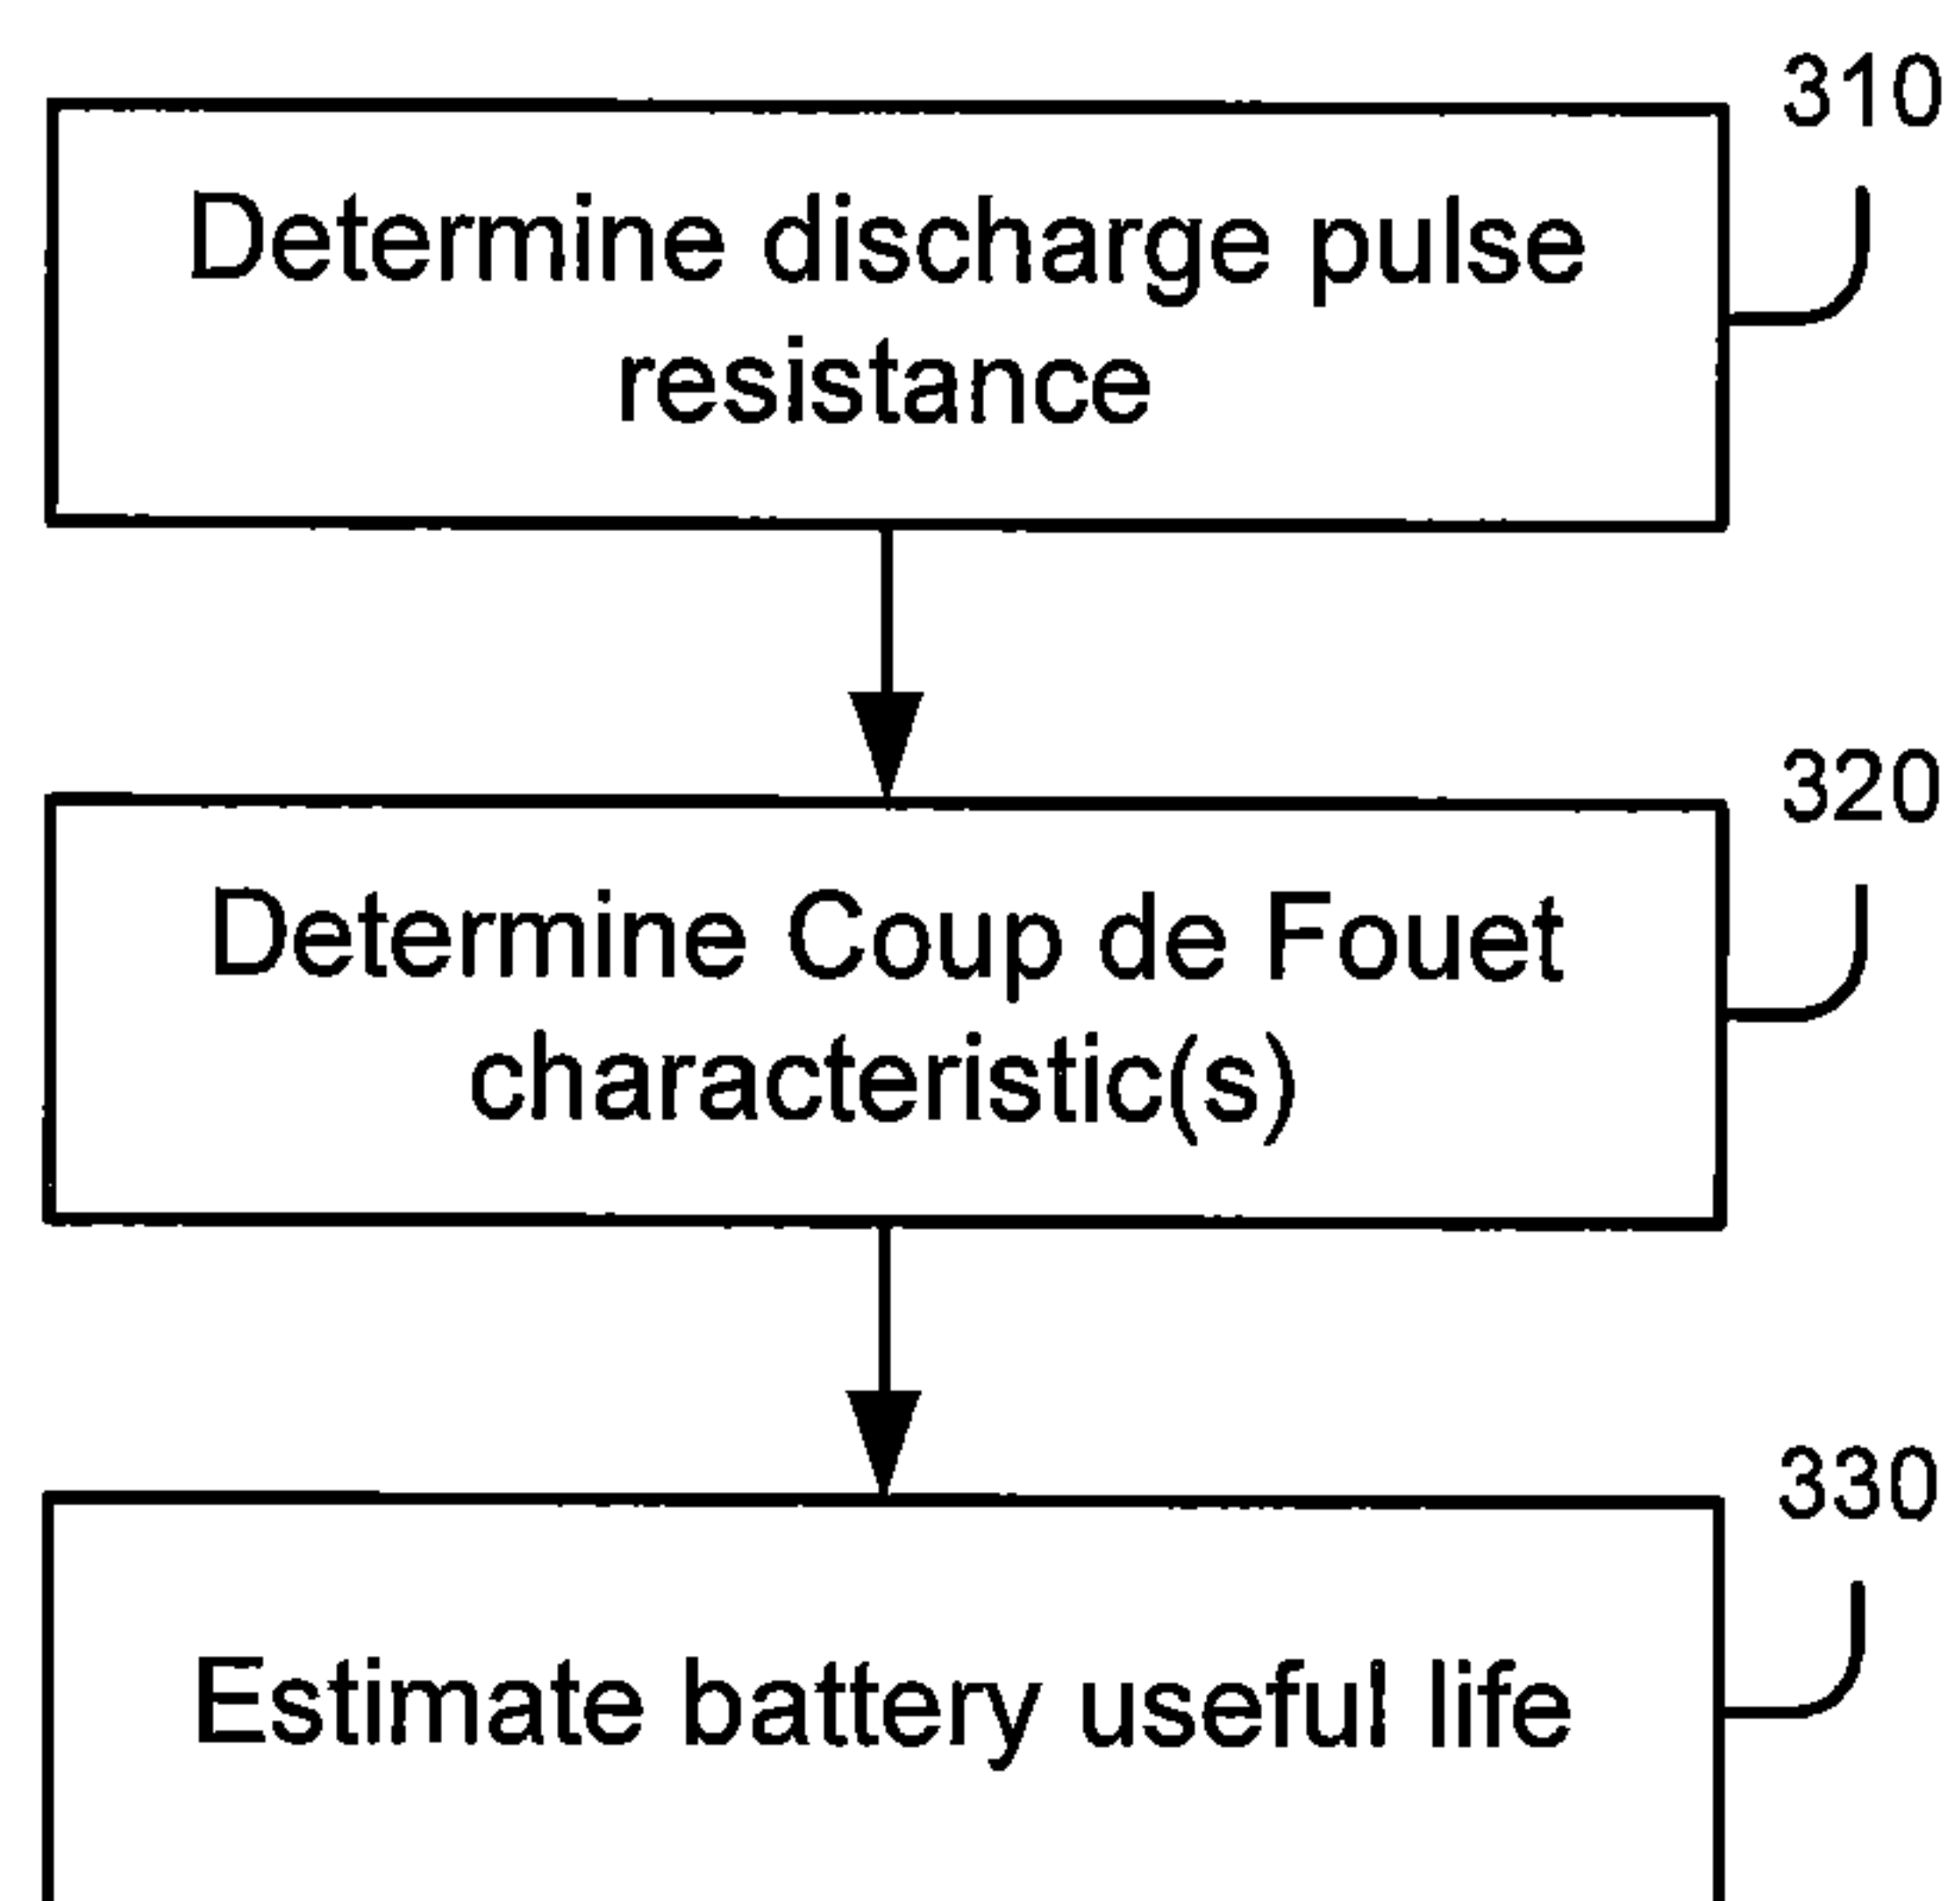 310
Determine discharge pulse
resistance
320
Determine Coup de Fouet
characteristic(s)
330
Estimate battery useful life